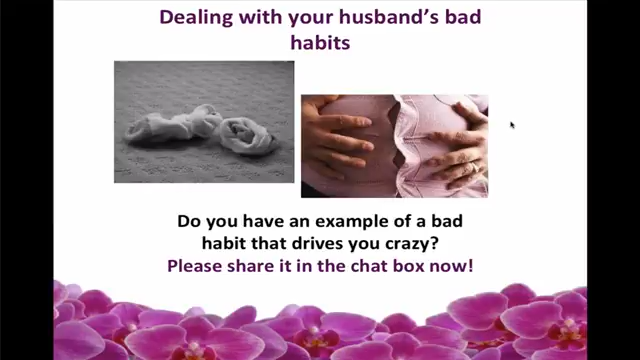 Dealing with your husband's bad
habits
Do you have an example of a bad
habit that drives you crazy?
Please share it in the chat box now!